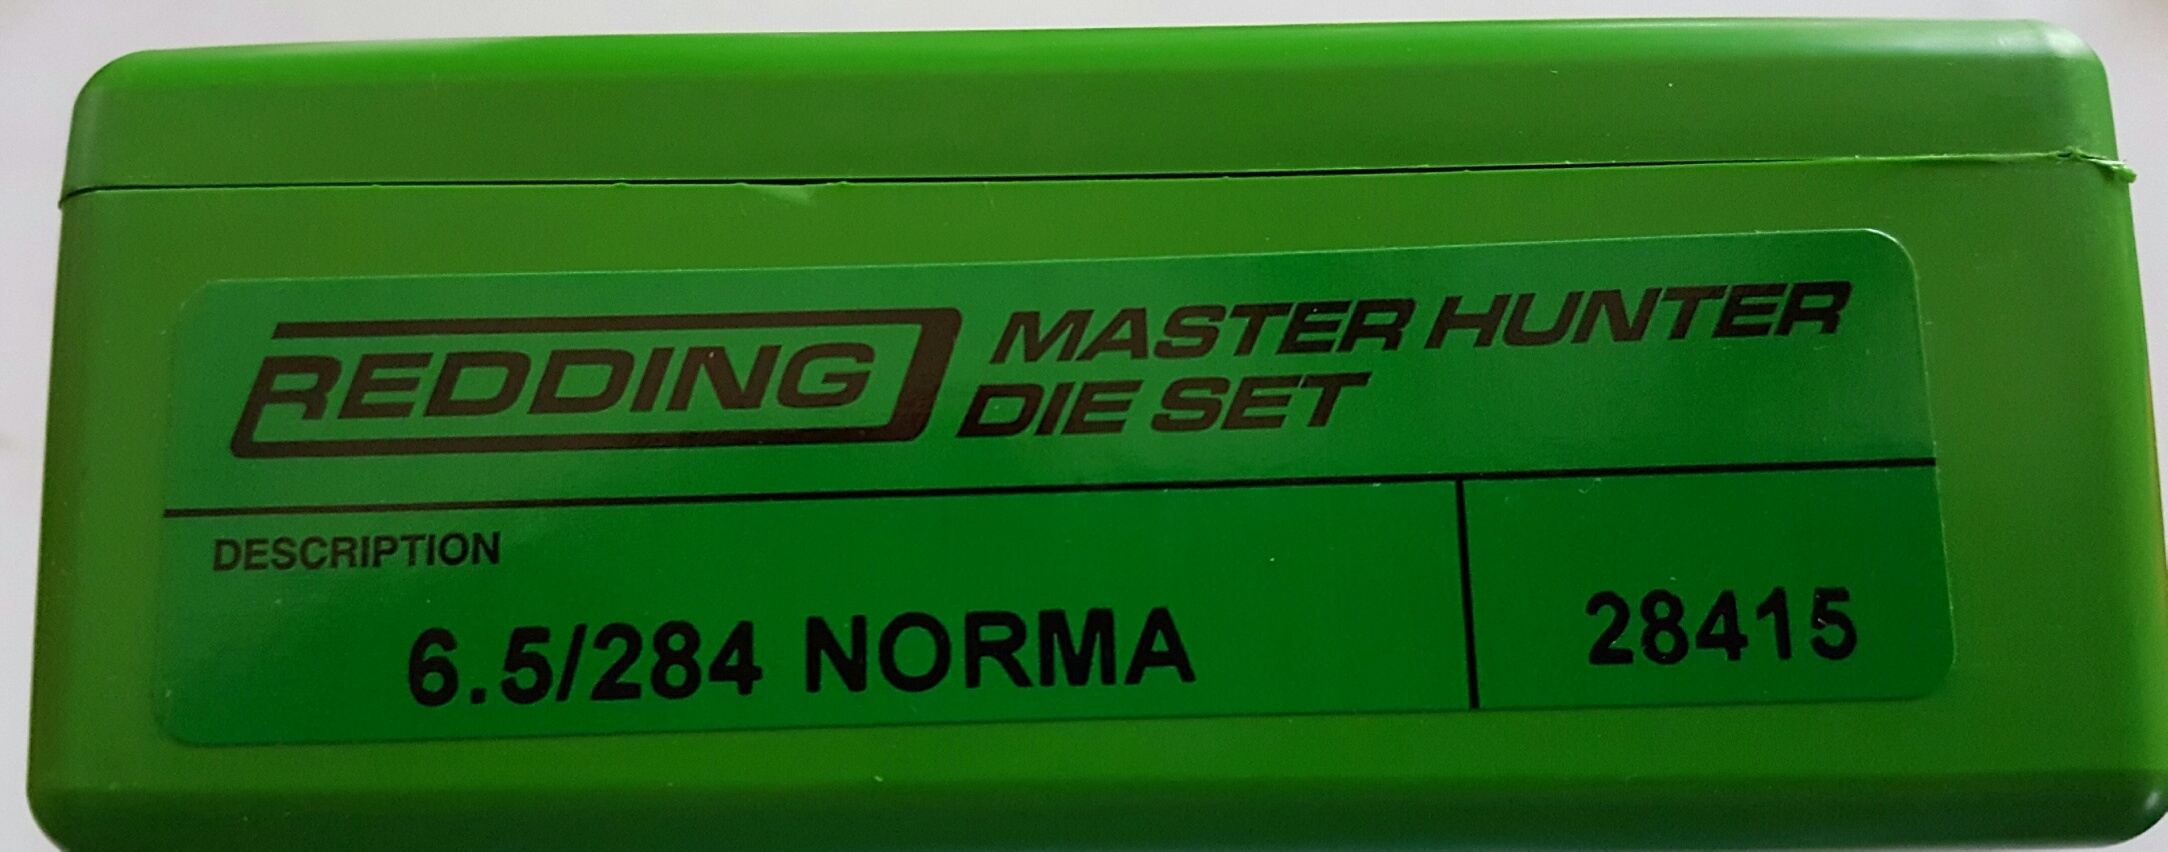 REDDING
MASTER HUNTER
DIE SET
DESCRIPTION
6.5/284 NORMA
28415